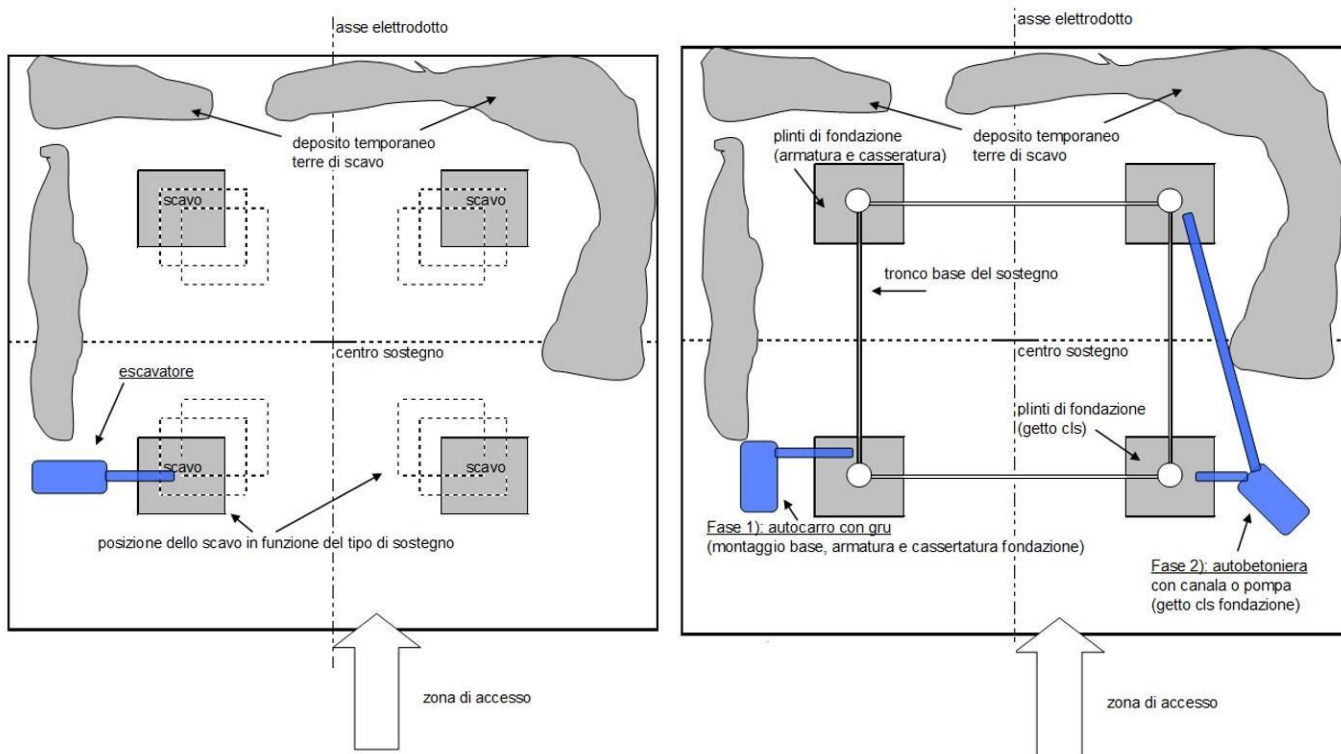 asse elettrodotto
deposito temporaneo
terre di scavo
scavo
scavo
centro sostegno
escavatore
scavo
scavo
posizione dello scavo in funzione del tipo di sostegno
zona di accesso
asse elettrodotto
plinti di fondazione
(armatura e casseratura)
deposito temporaneo
terre di scavo
tronco base del sostegno
centro sostegno
plinti di fondazione
(getto cls)
Fase 1): autocarro con gru
(montaggio base, armatura e cassertatura fondazione)
Fase 2): autobetoniera
con canala o pompa
(getto cls fondazione)
zona di accesso